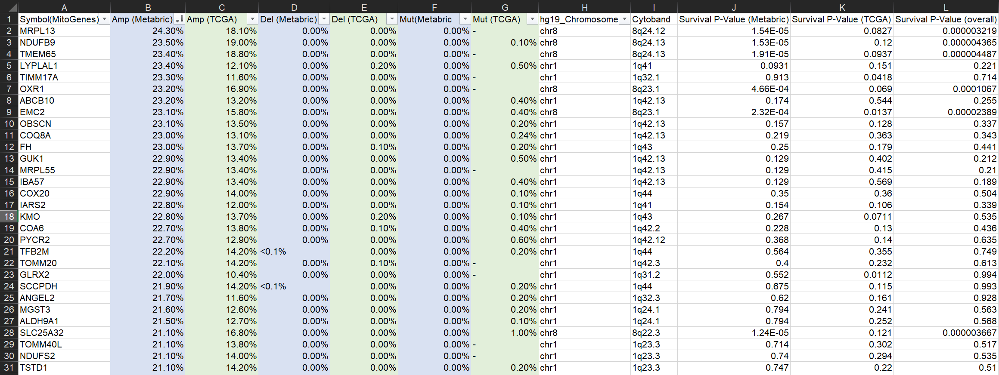 A B C D E F G H I J K L
1 Symbol(MitoGenes) Amp (Metabric) Amp (TCGA) Del (Metabric) Del (TCGA) Mut(Metabric Mut (TCGA) hg19_Chromosome Cytoband Survival P-Value (Metabric) Survival P-Value (TCGA) Survival P-Value (overall)
2 MRPL13 24.30% 18.10% 0.00% 0.00% 0.00% - chr8 8q24.12 1.54E-05 0.0827 0.000003219
3 NDUFB9 23.50% 19.00% 0.00% 0.00% 0.00% 0.10% chr8 8q24.13 1.53E-05 0.12 0.000004365
4 TMEM65 23.40% 18.80% 0.00% 0.00% 0.00% - chr8 8q24.13 1.91E-05 0.0937 0.000004487
5 LYPLAL1 23.40% 12.10% 0.00% 0.20% 0.00% 0.50% chr1 1q41 0.0931 0.151 0.221
6 TIMM17A 23.30% 11.60% 0.00% 0.00% 0.00% - chr1 1q32.1 0.913 0.0418 0.714
7 OXR1 23.20% 16.90% 0.00% 0.00% 0.00% - chr8 8q23.1 4.66E-04 0.069 0.0001067
8 ABCB10 23.20% 13.20% 0.00% 0.00% 0.00% 0.40% chr1 1q42.13 0.174 0.544 0.255
9 EMC2 23.10% 15.80% 0.00% 0.00% 0.00% 0.40% chr8 8q23.1 2.32E-04 0.0137 0.00002389
10 OBSCN 23.10% 13.50% 0.00% 0.00% 0.00% 0.20% chr1 1q42.13 0.157 0.128 0.337
11 COQ8A 23.00% 13.10% 0.00% 0.00% 0.00% 0.24% chr1 1q42.13 0.219 0.363 0.343
12 FH 23.00% 13.70% 0.00% 0.10% 0.00% 0.20% chr1 1q43 0.25 0.179 0.441
13 GUK1 22.90% 13.40% 0.00% 0.00% 0.00% 0.50% chr1 1q42.13 0.129 0.402 0.212
14 MRPL55 22.90% 13.40% 0.00% 0.00% 0.00% - chr1 1q42.13 0.129 0.415 0.21
15 IBA57 22.90% 13.40% 0.00% 0.00% 0.00% 0.40% chr1 1q42.13 0.129 0.569 0.189
16 COX20 22.90% 14.00% 0.00% 0.00% 0.00% 0.10% chr1 1q44 0.35 0.36 0.504
17 IARS2 22.80% 12.00% 0.00% 0.00% 0.00% 0.10% chr1 1q41 0.154 0.106 0.339
18 KMO 22.80% 13.70% 0.00% 0.20% 0.00% 0.10% chr1 1q43 0.267 0.0711 0.535
19 COA6 22.70% 13.80% 0.00% 0.10% 0.00% 0.40% chr1 1q42.2 0.228 0.13 0.436
20 PYCR2 22.70% 12.90% 0.00% 0.00% 0.00% 0.60% chr1 1q42.12 0.368 0.14 0.635
21 TFB2M 22.20% 14.20% <0.1% 0.00% 0.00% 0.20% chr1 1q44 0.564 0.355 0.749
22 TOMM20 22.10% 14.20% 0.00% 0.10% 0.00% - chr1 1q42.3 0.4 0.232 0.613
23 GLRX2 22.00% 10.40% 0.00% 0.00% 0.00% - chr1 1q31.2 0.552 0.0112 0.994
24 SCCPDH 21.90% 14.20% <0.1% 0.00% 0.00% 0.20% chr1 1q44 0.675 0.115 0.993
25 ANGEL2 21.70% 11.60% 0.00% 0.00% 0.00% 0.20% chr1 1q32.3 0.62 0.161 0.928
26 MGST3 21.60% 12.60% 0.00% 0.00% 0.00% 0.20% chr1 1q24.1 0.794 0.241 0.563
27 ALDH9A1 21.50% 12.70% 0.00% 0.00% 0.00% 0.10% chr1 1q24.1 0.794 0.252 0.568
28 SLC25A32 21.10% 16.80% 0.00% 0.00% 0.00% 1.00% chr8 8q22.3 1.24E-05 0.121 0.000003667
29 TOMM40L 21.10% 13.80% 0.00% 0.00% 0.00% - chr1 1q23.3 0.714 0.302 0.517
30 NDUFS2 21.10% 14.00% 0.00% 0.00% 0.00% - chr1 1q23.3 0.74 0.294 0.535
31 TSTD1 21.10% 14.20% 0.00% 0.00% 0.00% 0.20% chr1 1q23.3 0.747 0.22 0.51